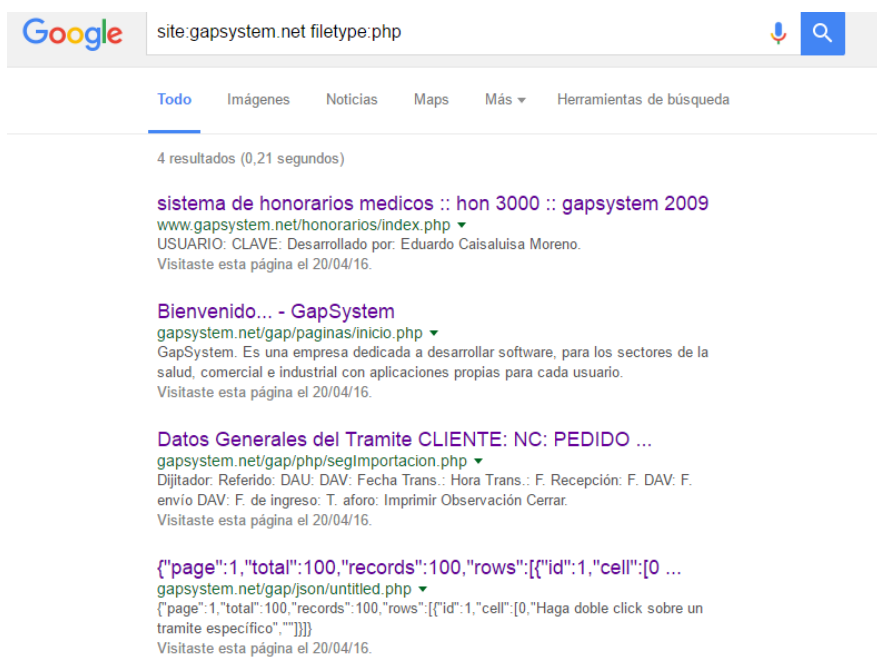 Google
site:gapsystem.net filetype:php
Todo Imágenes Noticias Maps Más Herramientas de búsqueda
4 resultados (0,21 segundos)
sistema de honorarios medicos :: hon 3000 :: gapsystem 2009
www.gapsystem.net/honorarios/index.php
USUARIO: CLAVE: Desarrollado por: Eduardo Caisaluisa Moreno.
Visitaste esta página el 20/04/16.
Bienvenido... - GapSystem
gapsystem.net/gap/paginas/inicio.php
GapSystem. Es una empresa dedicada a desarrollar software, para los sectores de la
salud, comercial e industrial con aplicaciones propias para cada usuario.
Visitaste esta página el 20/04/16.
Datos Generales del Tramite CLIENTE: NC: PEDIDO ...
gapsystem.net/gap/php/segImportacion.php
Dijitador: Referido: DAU: DAV: Fecha Trans.: Hora Trans.: F. Recepción: F. DAV: F.
envío DAV: F. de ingreso: T. aforo: Imprimir Observación Cerrar.
Visitaste esta página el 20/04/16.
{"page":1,"total":100,"records":100,"rows":[{"id":1,"cell":[0 ...
gapsystem.net/gap/json/untitled.php
{"page":1,"total":100,"records":100,"rows":[{"id":1,"cell":[0,"Haga doble click sobre un
tramite específico",""]}]}
Visitaste esta página el 20/04/16.